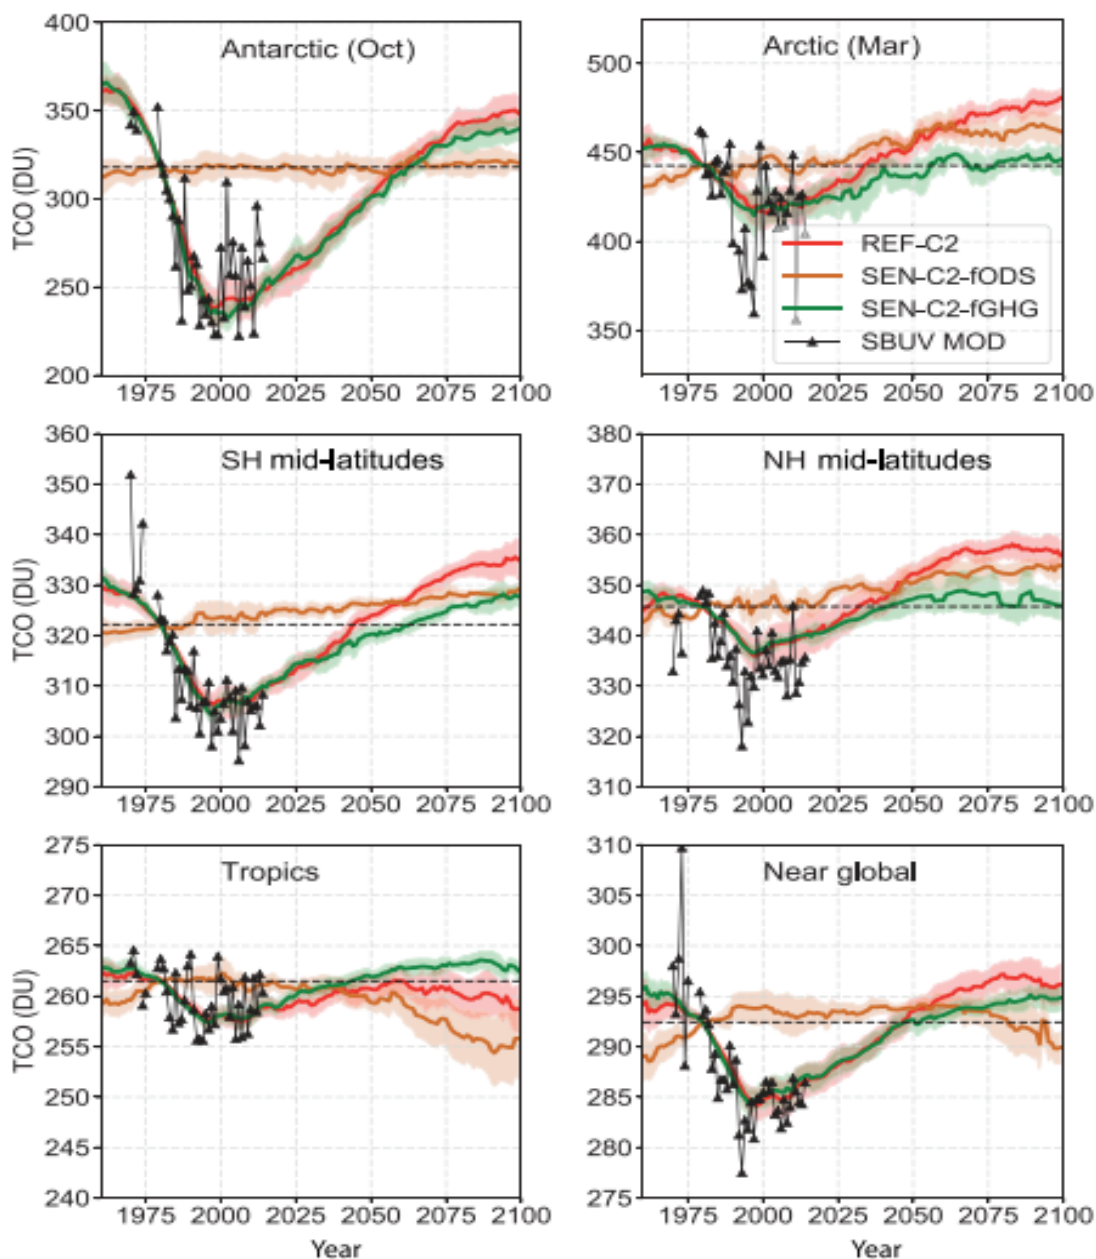 Antarctic (Oct)
TCO (DU)
400
350
300
250
200
1975 2000 2025 2050 2075 2100
Arctic (Mar)
500
450
400
350
REF-C2
SEN-C2-fODS
SEN-C2-fGHG
SBUV MOD
1975 2000 2025 2050 2075 2100
SH mid-latitudes
TCO (DU)
360
350
340
330
320
310
300
290
1975 2000 2025 2050 2075 2100
NH mid-latitudes
380
370
360
350
340
330
320
310
1975 2000 2025 2050 2075 2100
Tropics
TCO (DU)
275
270
265
260
255
250
245
240
1975 2000 2025 2050 2075 2100
Year
Near global
310
305
300
295
290
285
280
275
1975 2000 2025 2050 2075 2100
Year